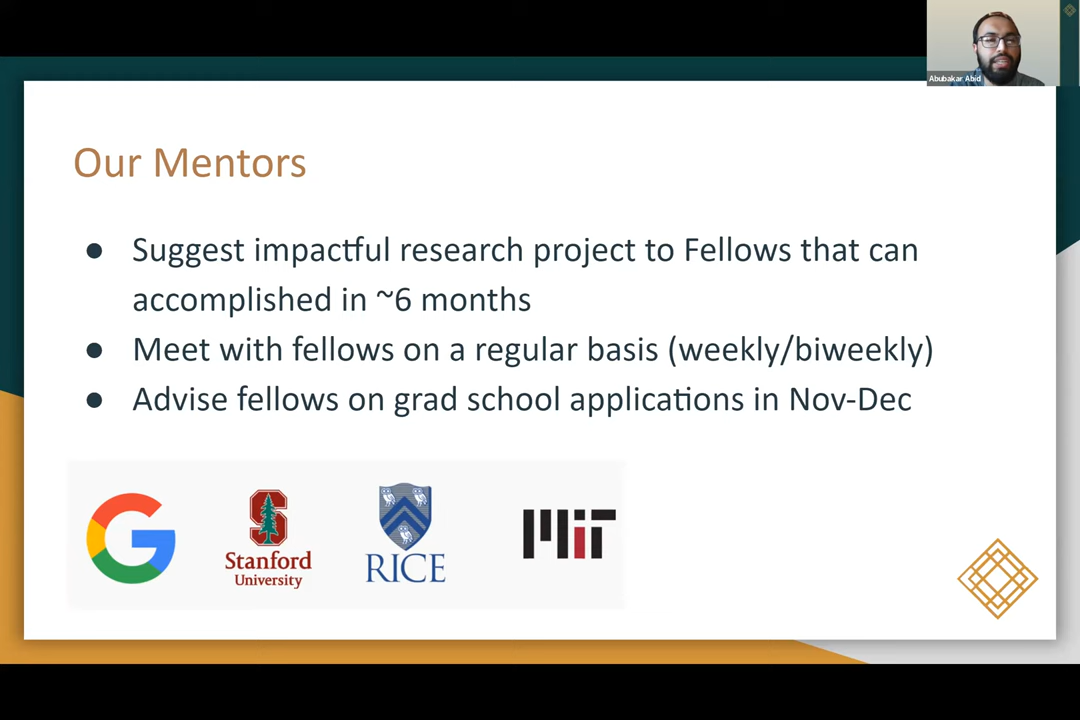 Abubakar Abid
Our Mentors
● Suggest impactful research project to Fellows that can
accomplished in ~6 months
● Meet with fellows on a regular basis (weekly/biweekly)
● Advise fellows on grad school applications in Nov-Dec
Stanford
University
RICE
MIT